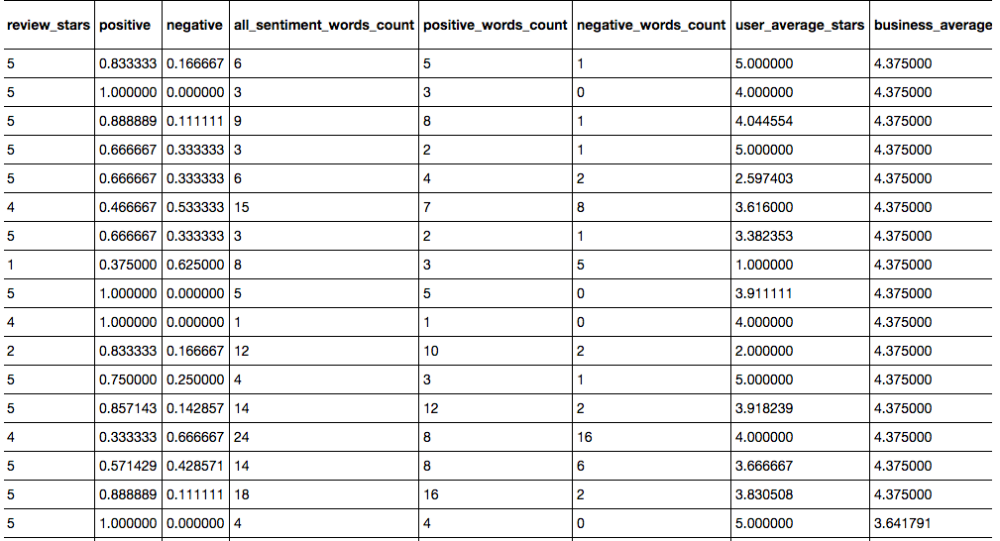 review_stars positive negative all_sentiment_words_count positive_words_count negative_words_count user_average_stars business_average
5 0.833333 0.166667 6 5 1 5.000000 4.375000
5 1.000000 0.000000 3 3 0 4.000000 4.375000
5 0.888889 0.111111 9 8 1 4.044554 4.375000
5 0.666667 0.333333 3 2 1 5.000000 4.375000
5 0.666667 0.333333 6 4 2 2.597403 4.375000
4 0.466667 0.533333 15 7 8 3.616000 4.375000
5 0.666667 0.333333 3 2 1 3.382353 4.375000
1 0.375000 0.625000 8 3 5 1.000000 4.375000
5 1.000000 0.000000 5 5 0 3.911111 4.375000
4 1.000000 0.000000 1 1 0 4.000000 4.375000
2 0.833333 0.166667 12 10 2 2.000000 4.375000
5 0.750000 0.250000 4 3 1 5.000000 4.375000
5 0.857143 0.142857 14 12 2 3.918239 4.375000
4 0.333333 0.666667 24 8 16 4.000000 4.375000
5 0.571429 0.428571 14 8 6 3.666667 4.375000
5 0.888889 0.111111 18 16 2 3.830508 4.375000
5 1.000000 0.000000 4 4 0 5.000000 3.641791